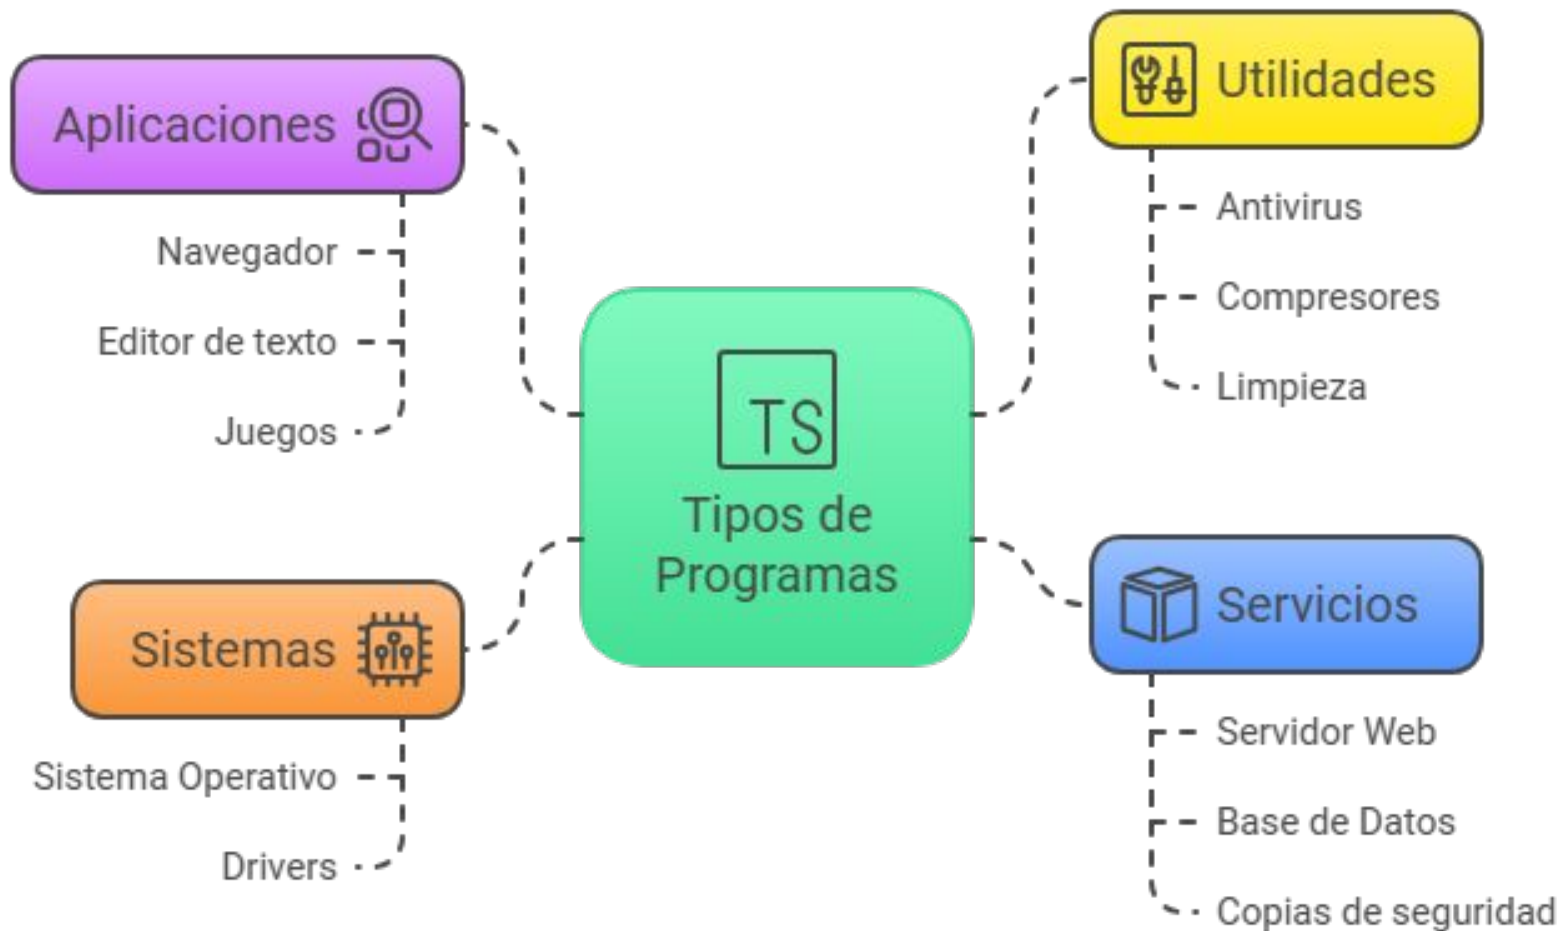 Aplicaciones
Navegador
Editor de texto
Juegos
Sistemas
Sistema Operativo
Drivers
TS
Tipos de
Programas
Utilidades
Antivirus
Compresores
Limpieza
Servicios
Servidor Web
Base de Datos
Copias de seguridad